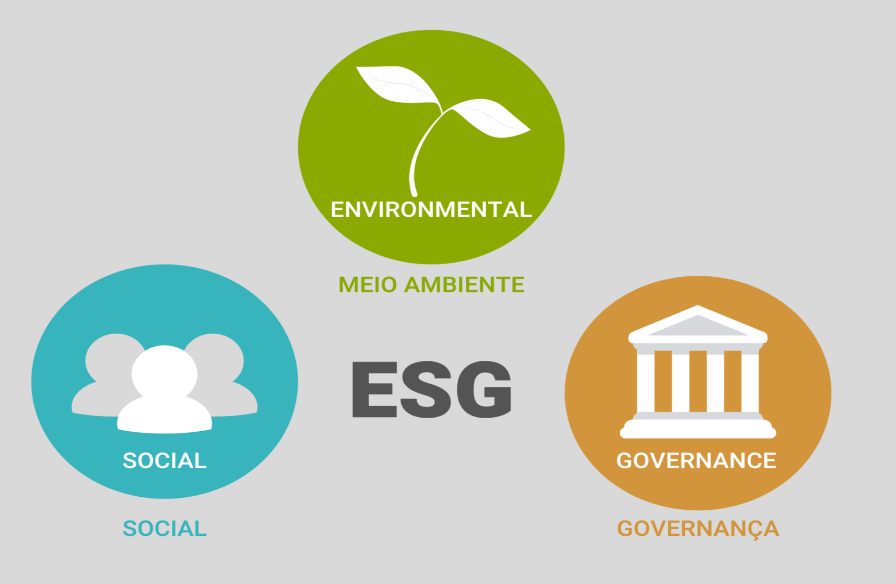 ENVIRONMENTAL
MEIO AMBIENTE
ESG
SOCIAL
SOCIAL
GOVERNANCE
GOVERNANÇA